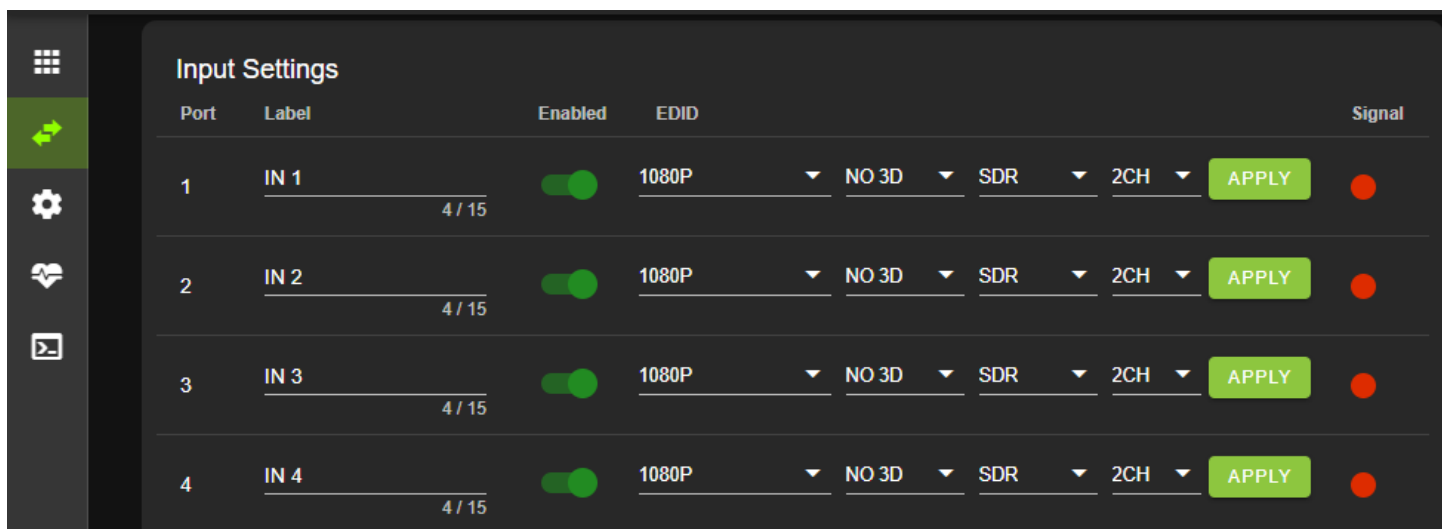 Input Settings
Port Label Enabled EDID Signal
1 IN 1 1080P NO 3D SDR 2CH APPLY
4 / 15
2 IN 2 1080P NO 3D SDR 2CH APPLY
4 / 15
3 IN 3 1080P NO 3D SDR 2CH APPLY
4 / 15
4 IN 4 1080P NO 3D SDR 2CH APPLY
4 / 15